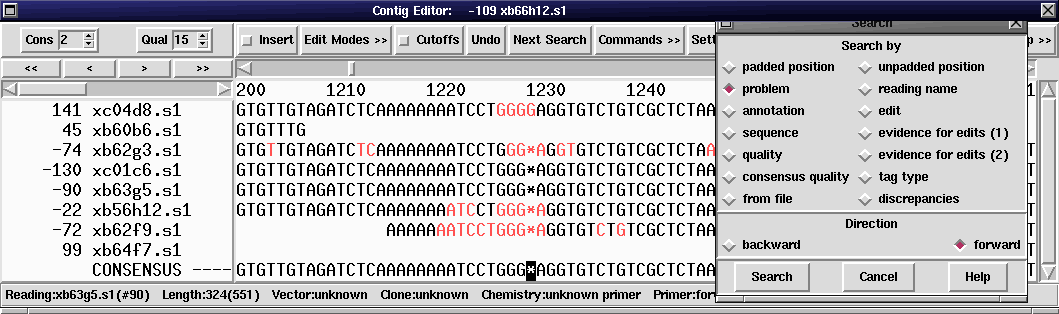 Contig Editor: -109 xb66h12.s1
Search
Cons 2 Qual 15 Insert Edit Modes >> Cutoffs Undo Next Search Commands >>
<< < > >>
200 1210 1220 1230 1240
141 xc04d8.s1 GTGTTGTAGATCTCAAAAAAAATCCTGGGGAGGTGTCTGTCGCTCTAA
45 xb60b6.s1 GTGTTTG
-74 xb62g3.s1 GTGTTGTAGATCTCAAAAAAAATCCTGGG*AGGTGTCTGTCGCTCTAA
-130 xc01c6.s1 GTGTTGTAGATCTCAAAAAAAATCCTGGG*AGGTGTCTGTCGCTCTAA
-90 xb63g5.s1 GTGTTGTAGATCTCAAAAAAAATCCTGGG*AGGTGTCTGTCGCTCTAA
-22 xb56h12.s1 GTGTTGTAGATCTCAAAAAAAATCCTGGG*AGGTGTCTGTCGCTCTAA
-72 xb62f9.s1 AAAAAAATCCTGGG*AGGTGTCTGTCGCTCTAA
99 xb64f7.s1
CONSENSUS ---- GTGTTGTAGATCTCAAAAAAAATCCTGGG*AGGTGTCTGTCGCTCTAA
Reading:xb63g5.s1(#90) Length:324(551) Vector:unknown Clone:unknown Chemistry:unknown primer
Search by
padded position unpadded position
problem reading name
annotation edit
sequence evidence for edits (1)
quality evidence for edits (2)
consensus quality tag type
from file discrepancies
Direction
backward forward
Search Cancel Help